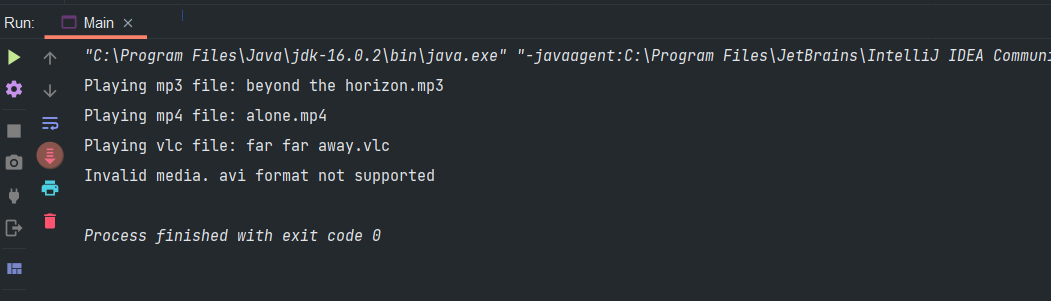 Run: Main
"C:\Program Files\Java\jdk-16.0.2\bin\java.exe" "-javaagent:C:\Program Files\JetBrains\IntelliJ IDEA Communi
Playing mp3 file: beyond the horizon.mp3
Playing mp4 file: alone.mp4
Playing vlc file: far far away.vlc
Invalid media. avi format not supported
Process finished with exit code 0